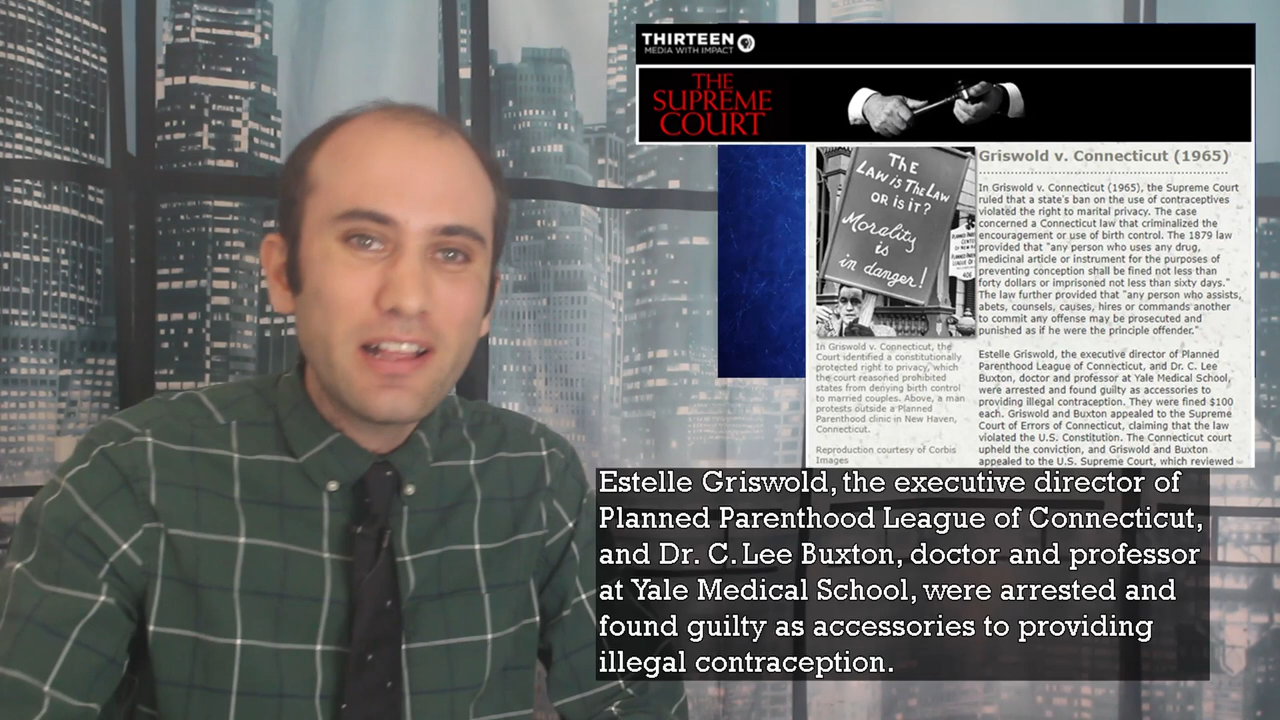 THIRTEEN
MEDIA WITH IMPACT
THE
SUPREME
COURT
THE
LAW IS THE LAW
OR IS IT?
Morality
is
in danger!
In Griswold v. Connecticut, the
Court identified a constitutionally
protected right to privacy, which
the court reasoned prohibited
states from denying birth control
to married couples. Above, a man
protests outside a Planned
Parenthood clinic in New Haven,
Connecticut.
Reproduction courtesy of Corbis
Images
Griswold v. Connecticut (1965)
In Griswold v. Connecticut (1965), the Supreme Court
ruled that a state's ban on the use of contraceptives
violated the right to marital privacy. The case
concerned a Connecticut law that criminalized the
encouragement or use of birth control. The 1879 law
provided that "any person who uses any drug,
medicinal article or instrument for the purposes of
preventing conception shall be fined not less than
forty dollars or imprisoned not less than sixty days."
The law further provided that "any person who assists,
abets, counsels, causes, hires or commands another
to commit any offense may be prosecuted and
punished as if he were the principle offender."
Estelle Griswold, the executive director of Planned
Parenthood League of Connecticut, and Dr. C. Lee
Buxton, doctor and professor at Yale Medical School,
were arrested and found guilty as accessories to
providing illegal contraception. They were fined $100
each. Griswold and Buxton appealed to the Supreme
Court of Errors of Connecticut, claiming that the law
violated the U.S. Constitution. The Connecticut court
upheld the conviction, and Griswold and Buxton
appealed to the U.S. Supreme Court, which reviewed
Estelle Griswold, the executive director of
Planned Parenthood League of Connecticut,
and Dr. C. Lee Buxton, doctor and professor
at Yale Medical School, were arrested and
found guilty as accessories to providing
illegal contraception.